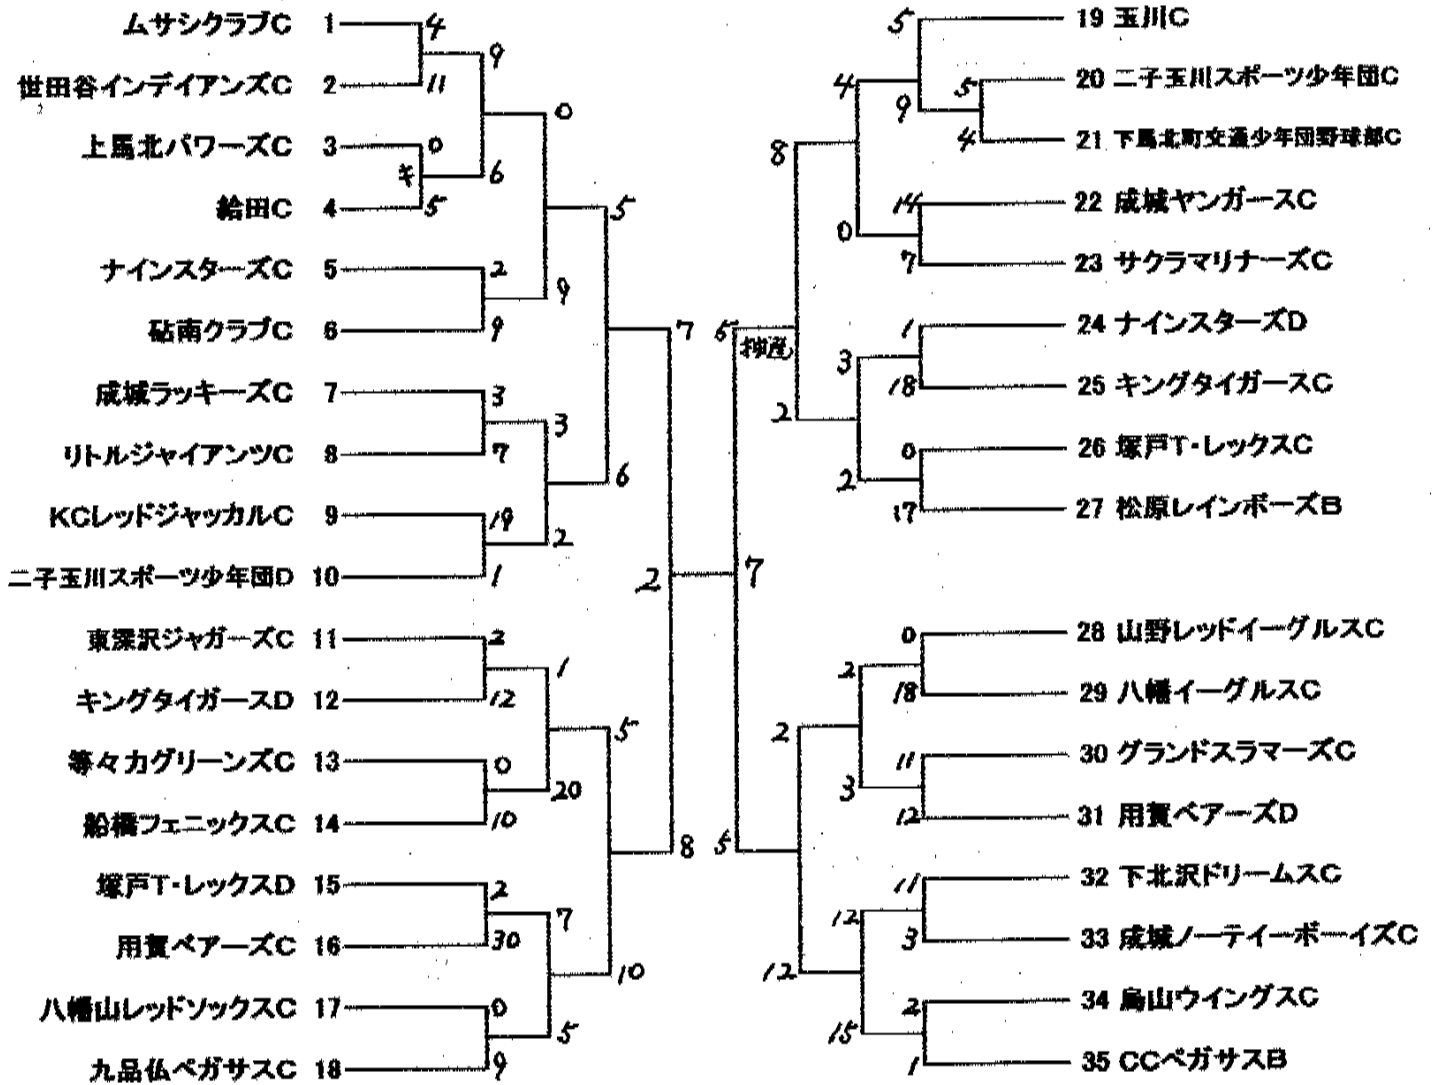 ムサシクラブC 1
世田谷インデイアンズC 2
上馬北パワーズC 3
給田C 4
ナインスターズC 5
砧南クラブC 6
成城ラッキーズC 7
リトルジャイアンツC 8
KCレッドジャッカルC 9
二子玉川スポーツ少年団D 10
東深沢ジャガーズC 11
キングタイガースD 12
等々力グリーンズC 13
船橋フェニックスC 14
塚戸T・レックスD 15
用賀ベアーズC 16
八幡山レッドソックスC 17
九品仏ペガサスC 18
4
11
0
キ
5
2
9
3
7
19
1
2
12
0
10
2
30
0
9
9
6
0
9
3
2
1
20
7
5
5
6
5
10
7
8
2
7
5
抽選
5
8
2
2
12
4
0
3
2
2
3
12
15
5
9
5
4
14
7
1
18
0
17
0
18
11
12
11
3
2
1
19 玉川C
20 二子玉川スポーツ少年団C
21 下馬北町交通少年団野球部C
22 成城ヤンガースC
23 サクラマリナーズC
24 ナインスターズD
25 キングタイガースC
26 塚戸T・レックスC
27 松原レインボーズB
28 山野レッドイーグルスC
29 八幡イーグルスC
30 グランドスラマーズC
31 用賀ベアーズD
32 下北沢ドリームスC
33 成城ノーテイーボーイズC
34 烏山ウイングスC
35 CCペガサスB